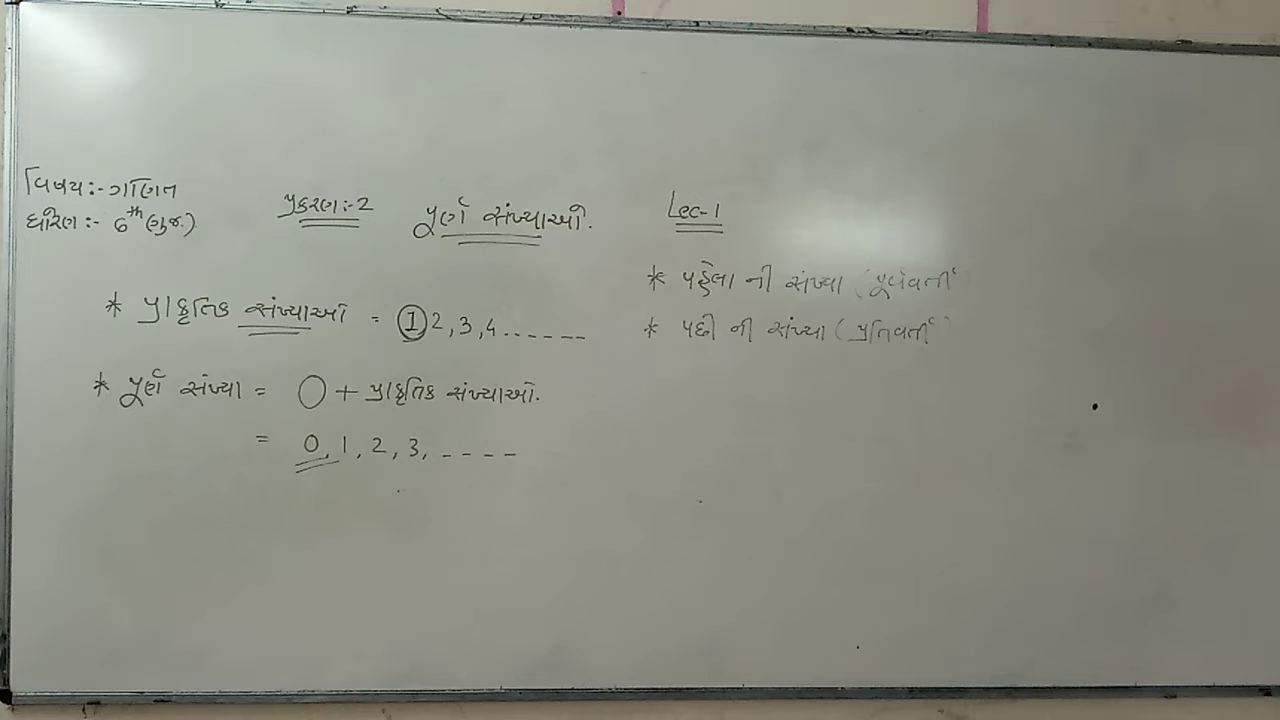 વિષય:- ગણિત
ધોરણ:- 6th (ગુજ.)
પ્રકરણ:-2 પૂર્ણ સંખ્યાઓ. Lec-1
* પ્રાકૃતિક સંખ્યાઓ = 1 2, 3, 4 . . . . . .
* પૂર્ણ સંખ્યા = 0 + પ્રાકૃતિક સંખ્યાઓ.
= 0, 1, 2, 3, - - - -
* પહેલા ની સંખ્યા (પૂર્વવર્તી)
* પછી ની સંખ્યા (પ્રતિવર્તી)